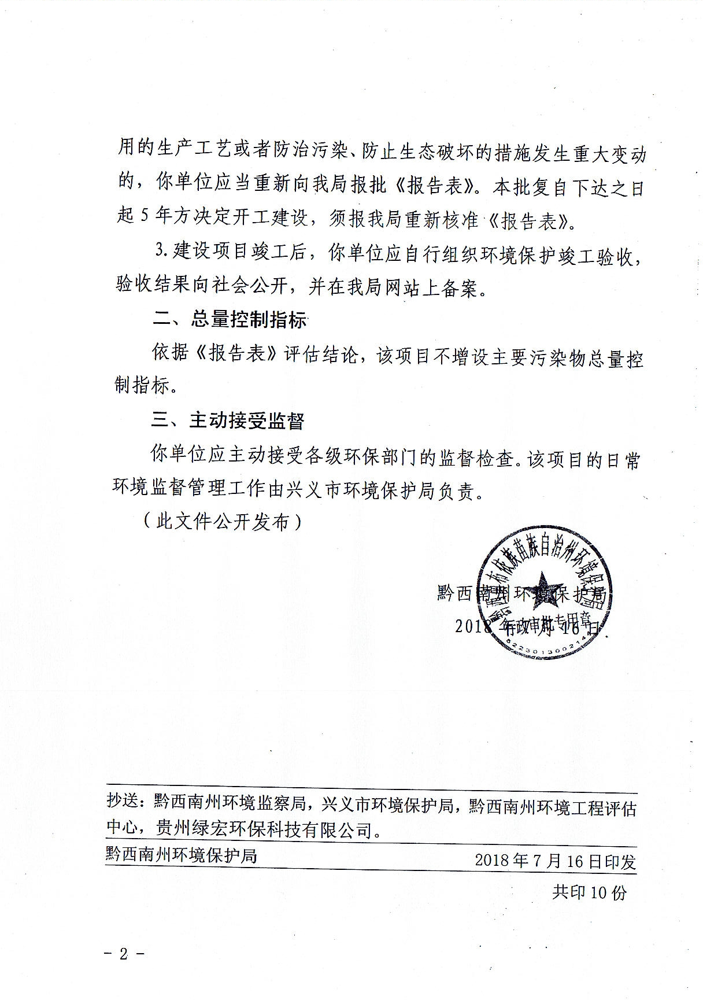 用的生产工艺或者防治污染、防止生态破坏的措施发生重大变动
的，你单位应当重新向我局报批《报告表》。本批复自下达之日
起 5 年方决定开工建设，须报我局重新核准《报告表》。
3.建设项目竣工后，你单位应自行组织环境保护竣工验收，
验收结果向社会公开，并在我局网站上备案。
二、总量控制指标
依据《报告表》评估结论，该项目不增设主要污染物总量控
制指标。
三、主动接受监督
你单位应主动接受各级环保部门的监督检查。该项目的日常
环境监督管理工作由兴义市环境保护局负责。
（此文件公开发布）
黔西南布依族苗族自治州环境保护局
黔西南州环境保护局
2018 年 7 月 16 日
行政审批专用章
抄送：黔西南州环境监察局，兴义市环境保护局，黔西南州环境工程评估
中心，贵州绿宏环保科技有限公司。
黔西南州环境保护局 2018 年 7 月 16 日印发
共印 10 份
- 2 -